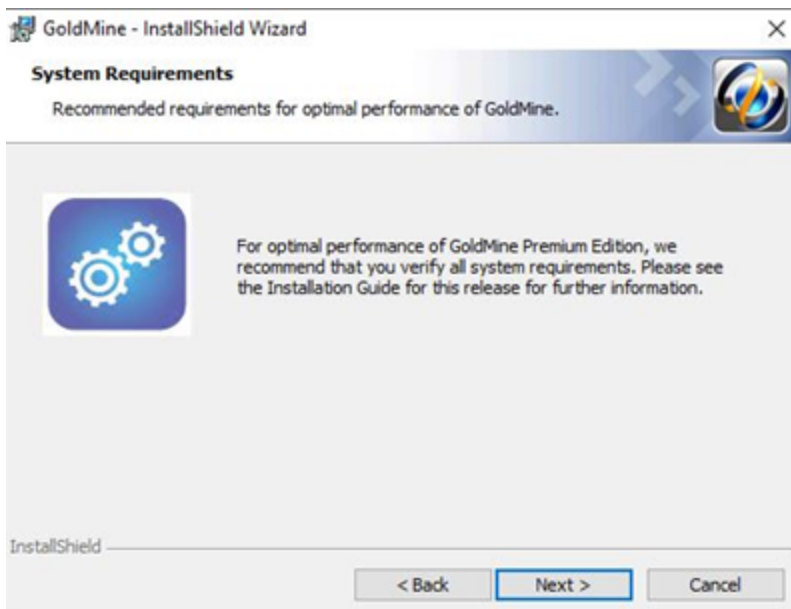 GoldMine - InstallShield Wizard
System Requirements
Recommended requirements for optimal performance of GoldMine.
For optimal performance of GoldMine Premium Edition, we
recommend that you verify all system requirements. Please see
the Installation Guide for this release for further information.
InstallShield
< Back Next > Cancel